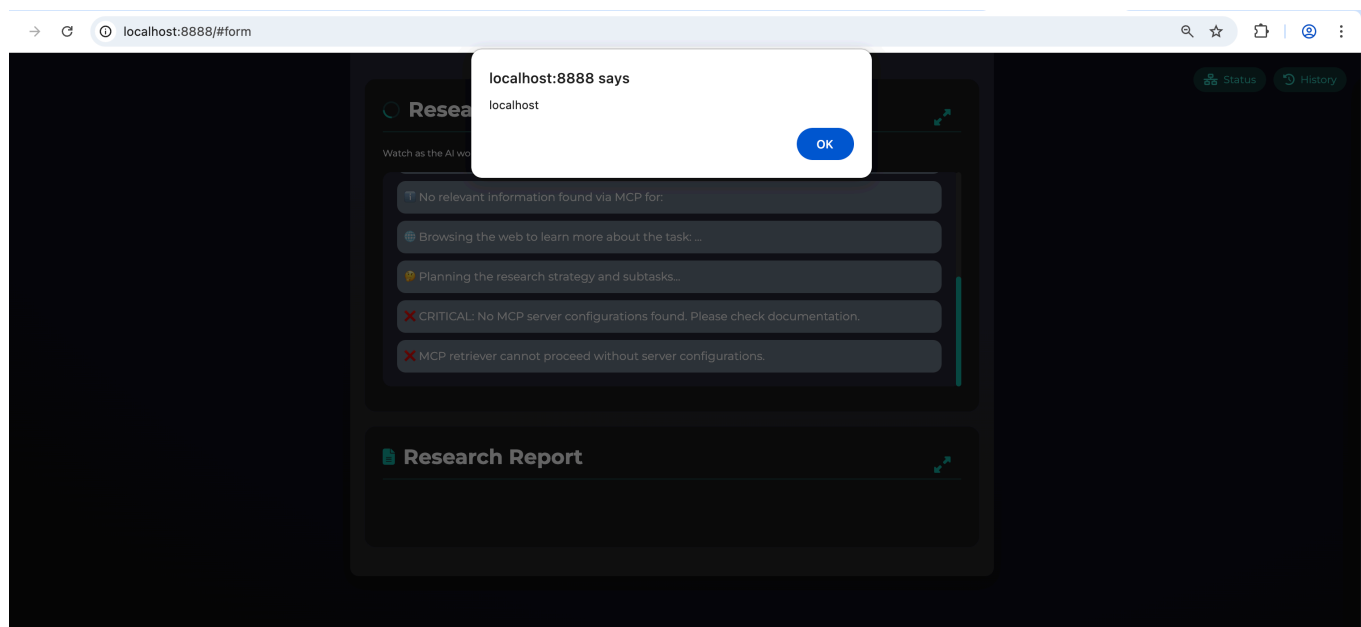 localhost:8888/#form
localhost:8888 says
localhost
OK
Status
History
Resea
Watch as the AI wo
No relevant information found via MCP for:
Browsing the web to learn more about the task: ...
Planning the research strategy and subtasks...
CRITICAL: No MCP server configurations found. Please check documentation.
MCP retriever cannot proceed without server configurations.
Research Report